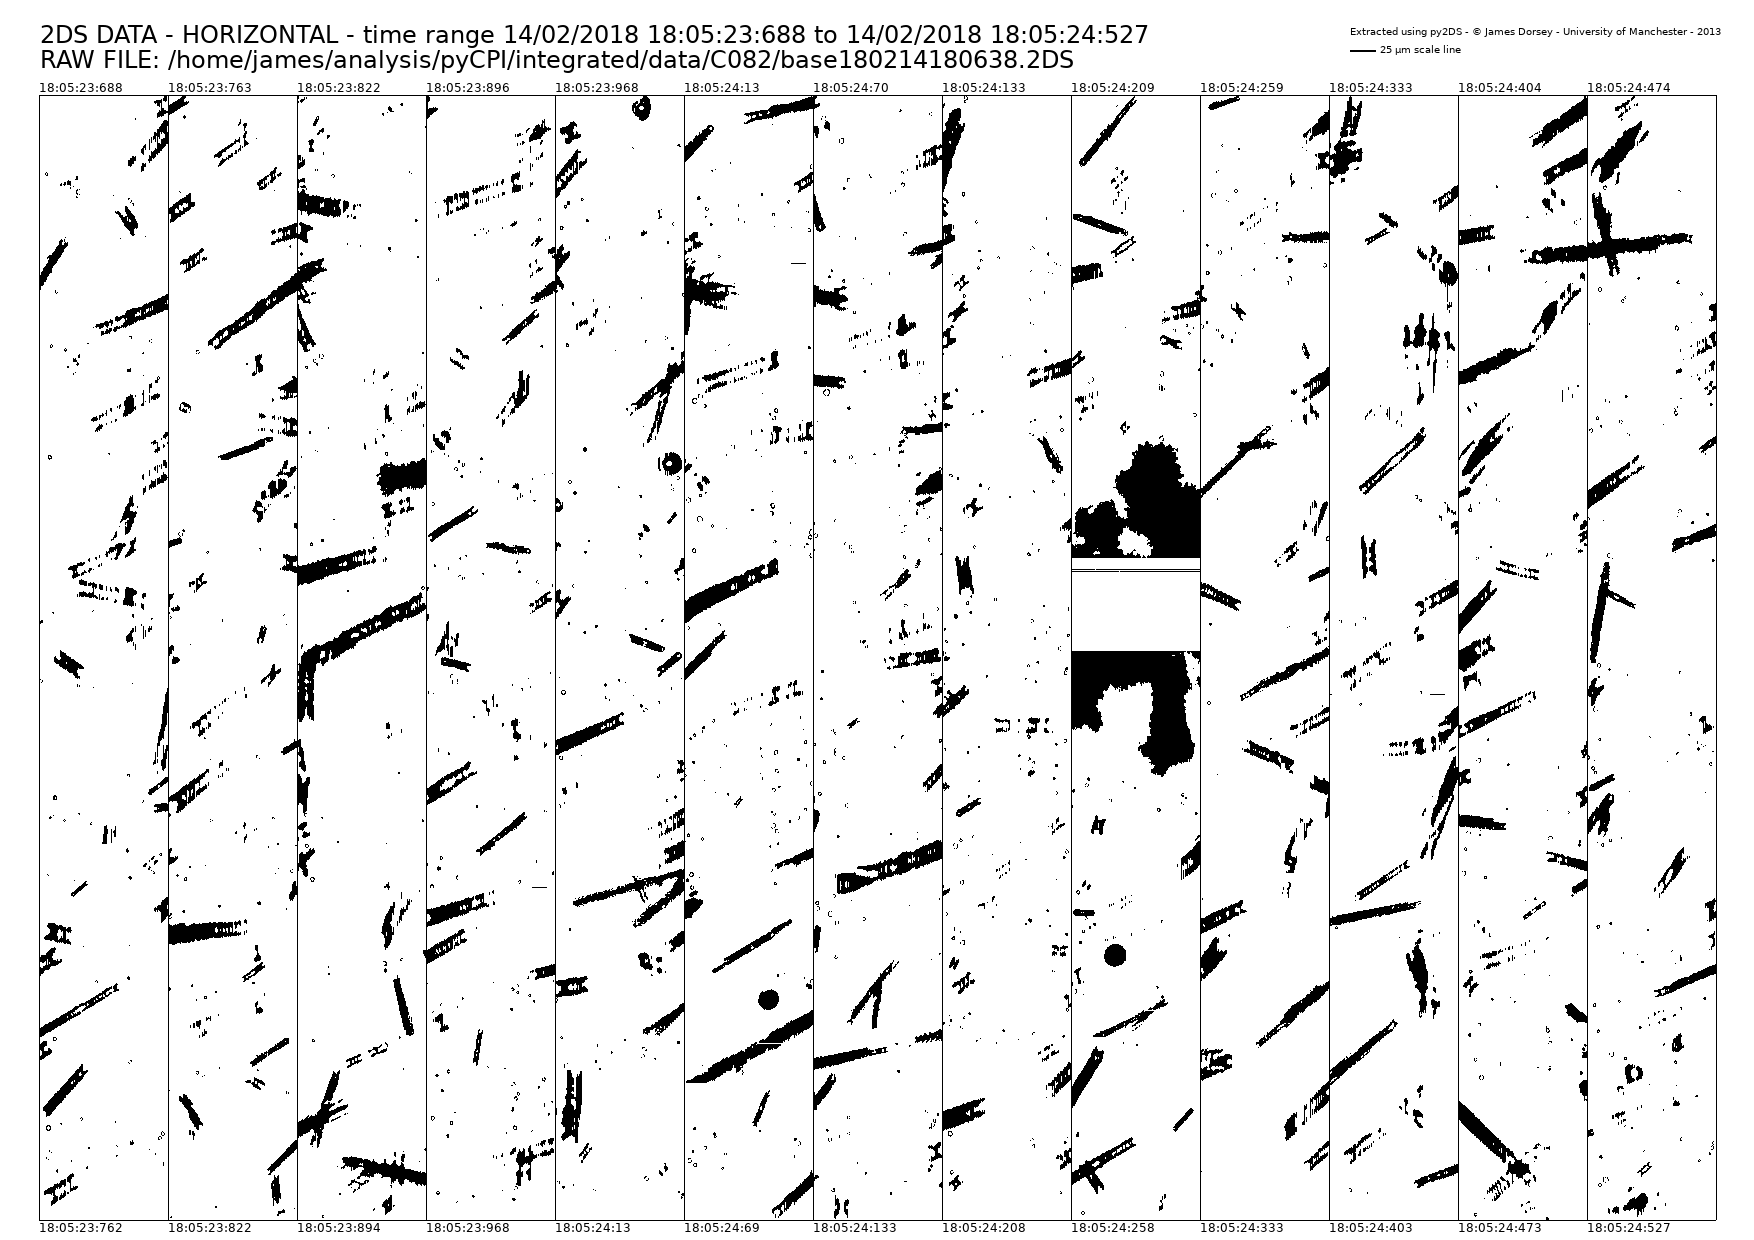 2DS DATA - HORIZONTAL - time range 14/02/2018 18:05:23:688 to 14/02/2018 18:05:24:527
RAW FILE: /home/james/analysis/pyCPI/integrated/data/C082/base180214180638.2DS
Extracted using py2DS - © James Dorsey - University of Manchester - 2013
25 µm scale line
18:05:23:688 18:05:23:763 18:05:23:822 18:05:23:896 18:05:23:968 18:05:24:13 18:05:24:70 18:05:24:133 18:05:24:209 18:05:24:259 18:05:24:333 18:05:24:404 18:05:24:474
18:05:23:762 18:05:23:822 18:05:23:894 18:05:23:968 18:05:24:13 18:05:24:69 18:05:24:133 18:05:24:208 18:05:24:258 18:05:24:333 18:05:24:403 18:05:24:473 18:05:24:527